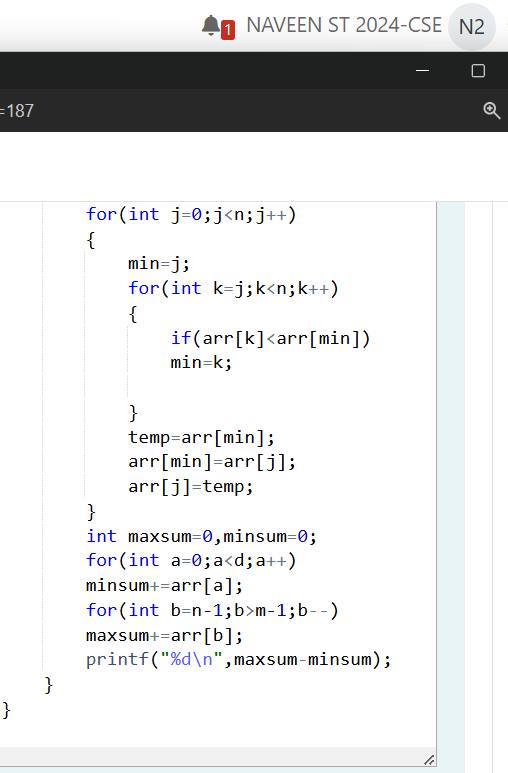 1 NAVEEN ST 2024-CSE N2
=187
for(int j=0;j<n;j++)
{
min=j;
for(int k=j;k<n;k++)
{
if(arr[k]<arr[min])
min=k;
}
temp=arr[min];
arr[min]=arr[j];
arr[j]=temp;
}
int maxsum=0,minsum=0;
for(int a=0;a<d;a++)
minsum+=arr[a];
for(int b=n-1;b>m-1;b--)
maxsum+=arr[b];
printf("%d\n",maxsum-minsum);
}
}